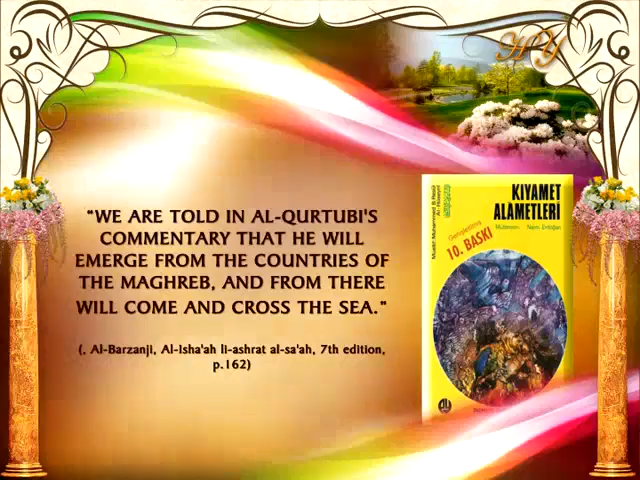 HY
"WE ARE TOLD IN AL-QURTUBI'S
COMMENTARY THAT HE WILL
EMERGE FROM THE COUNTRIES OF
THE MAGHREB, AND FROM THERE
WILL COME AND CROSS THE SEA."
(. Al-Barzanji, Al-Isha'ah li-ashrat al-sa'ah, 7th edition,
p.162)
KIYAMET
ALAMETLERİ
Genişletilmiş
10. BASKI